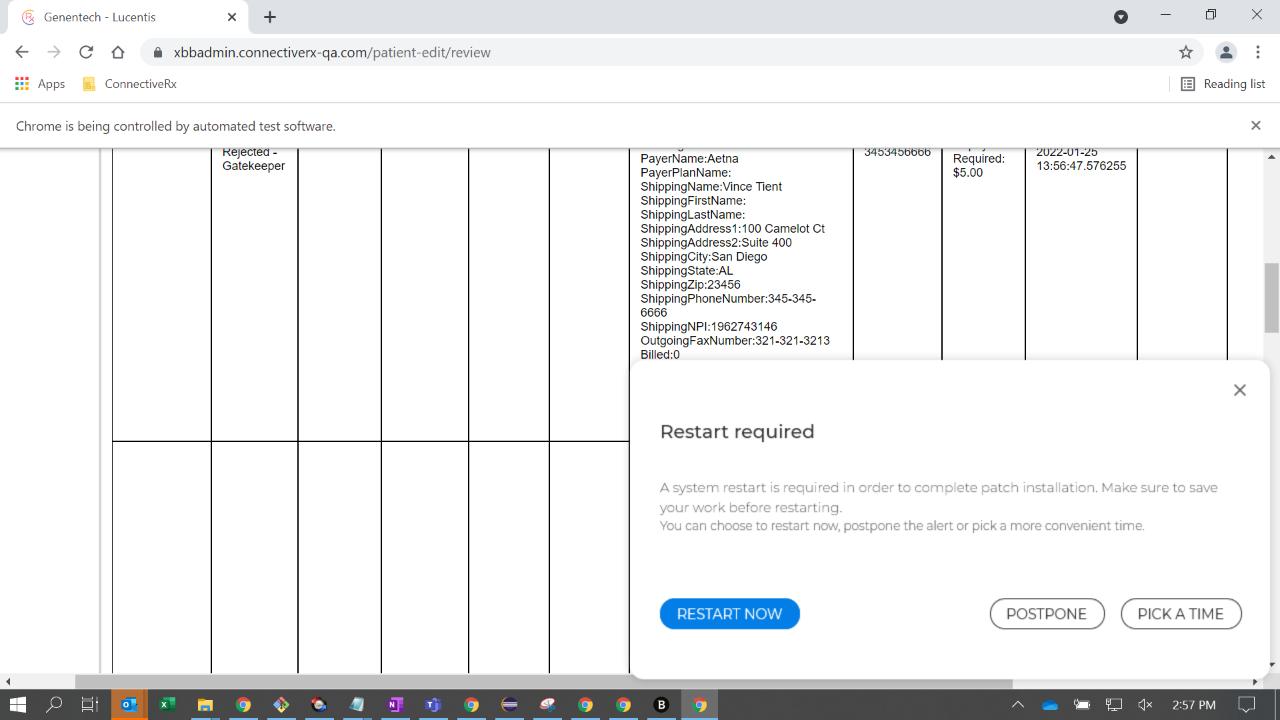 Genentech - Lucentis
xbbadmin.connectiverx-qa.com/patient-edit/review
Apps
ConnectiveRx
Reading list
Chrome is being controlled by automated test software.
Rejected -
Gatekeeper
PayerName:Aetna
PayerPlanName:
ShippingName:Vince Tient
ShippingFirstName:
ShippingLastName:
ShippingAddress1:100 Camelot Ct
ShippingAddress2:Suite 400
ShippingCity:San Diego
ShippingState:AL
ShippingZip:23456
ShippingPhoneNumber:345-345-
6666
ShippingNPI:1962743146
OutgoingFaxNumber:321-321-3213
Billed:0
3453456666
Required:
$5.00
2022-01-25
13:56:47.576255
Restart required
A system restart is required in order to complete patch installation. Make sure to save
your work before restarting.
You can choose to restart now, postpone the alert or pick a more convenient time.
RESTART NOW
POSTPONE
PICK A TIME
2:57 PM